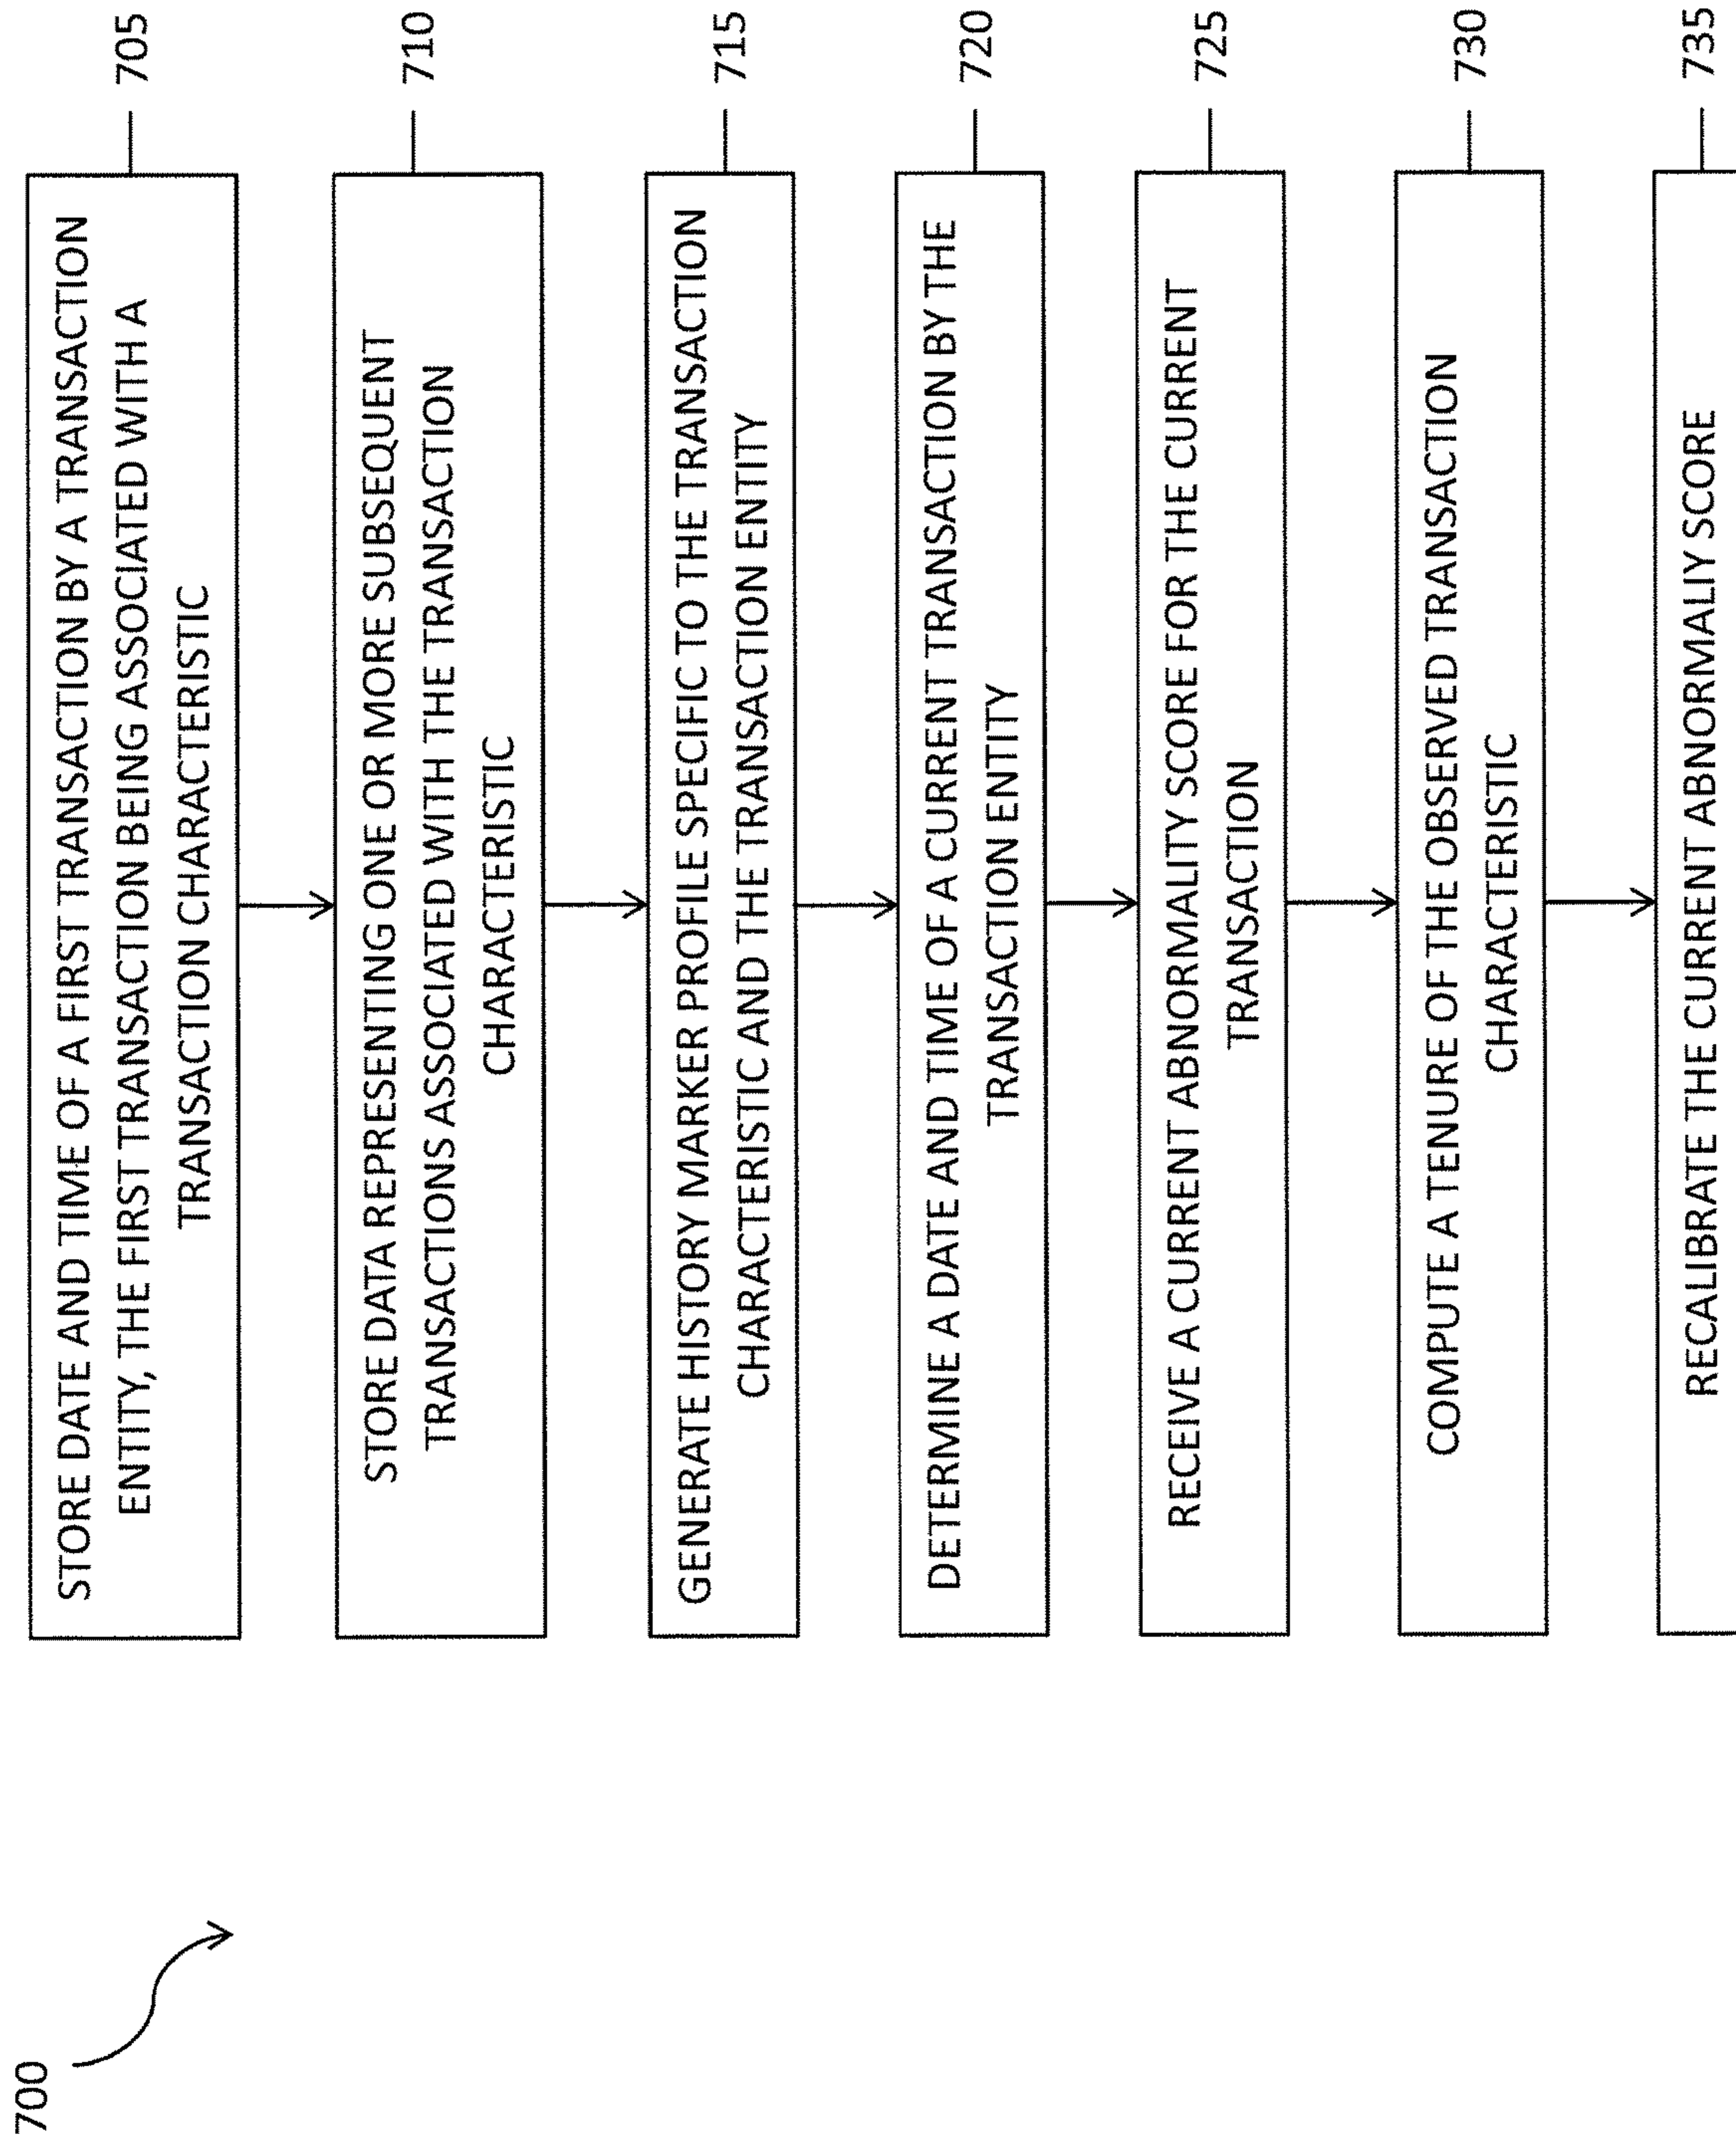 700
STORE DATE AND TIME OF A FIRST TRANSACTION BY A TRANSACTION
ENTITY, THE FIRST TRANSACTION BEING ASSOCIATED WITH A
TRANSACTION CHARACTERISTIC
705
STORE DATA REPRESENTING ONE OR MORE SUBSEQUENT
TRANSACTIONS ASSOCIATED WITH THE TRANSACTION
CHARACTERISTIC
710
GENERATE HISTORY MARKER PROFILE SPECIFIC TO THE TRANSACTION
CHARACTERISTIC AND THE TRANSACTION ENTITY
715
DETERMINE A DATE AND TIME OF A CURRENT TRANSACTION BY THE
TRANSACTION ENTITY
720
RECEIVE A CURRENT ABNORMALITY SCORE FOR THE CURRENT
TRANSACTION
725
COMPUTE A TENURE OF THE OBSERVED TRANSACTION
CHARACTERISTIC
730
RECALIBRATE THE CURRENT ABNORMALIY SCORE
735